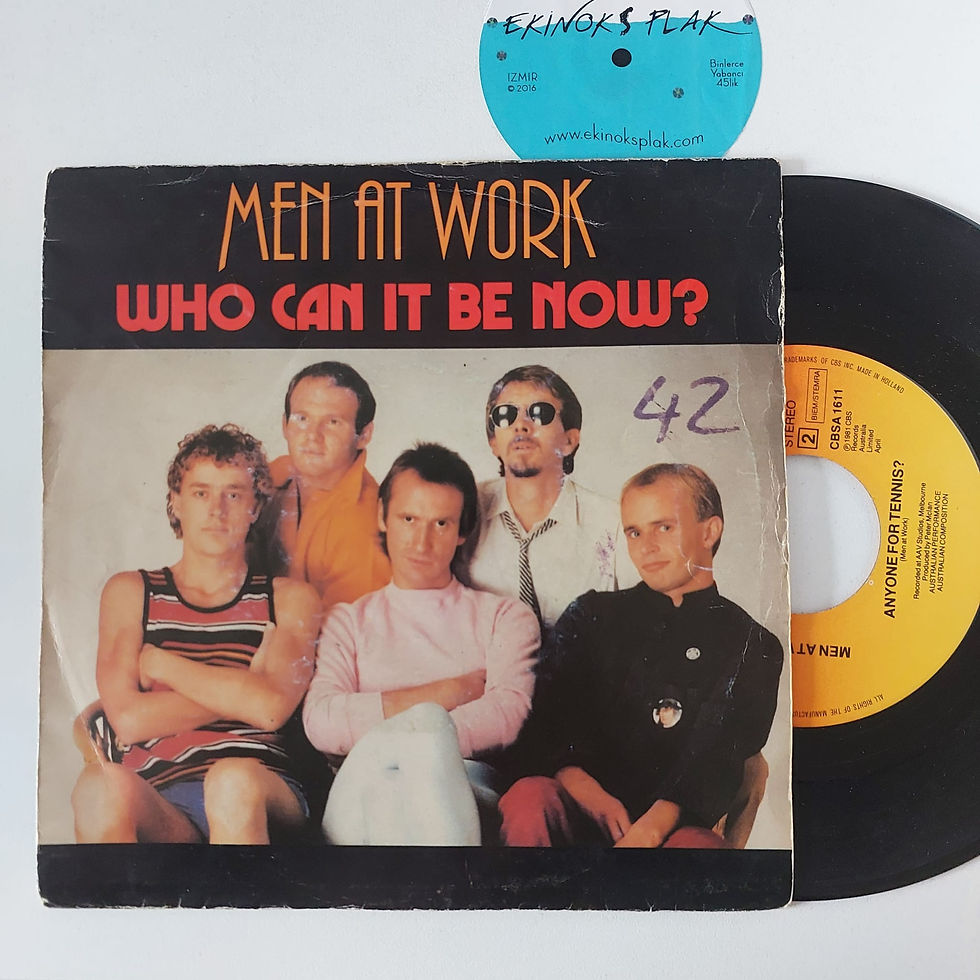 EKİNOKS PLAK
IZMIR
© 2016
Binlerce
Yabancı
45lik
www.ekinoksplak.com
MEN AT WORK
WHO CAN IT BE NOW?
42
STEREO
2
BIEM/STEMRA
CBSA 1611
℗ 1981 CBS
Records
Australia
Limited
April
ANYONE FOR TENNIS?
(Men at Work)
Recorded at AAV Studios, Melbourne
Produced by Peter McIan
AUSTRALIAN PERFORMANCE
AUSTRALIAN COMPOSITION
MEN AT
TRADEMARKS OF CBS INC. MADE IN HOLLAND
ALL RIGHTS OF THE MANUFACTU